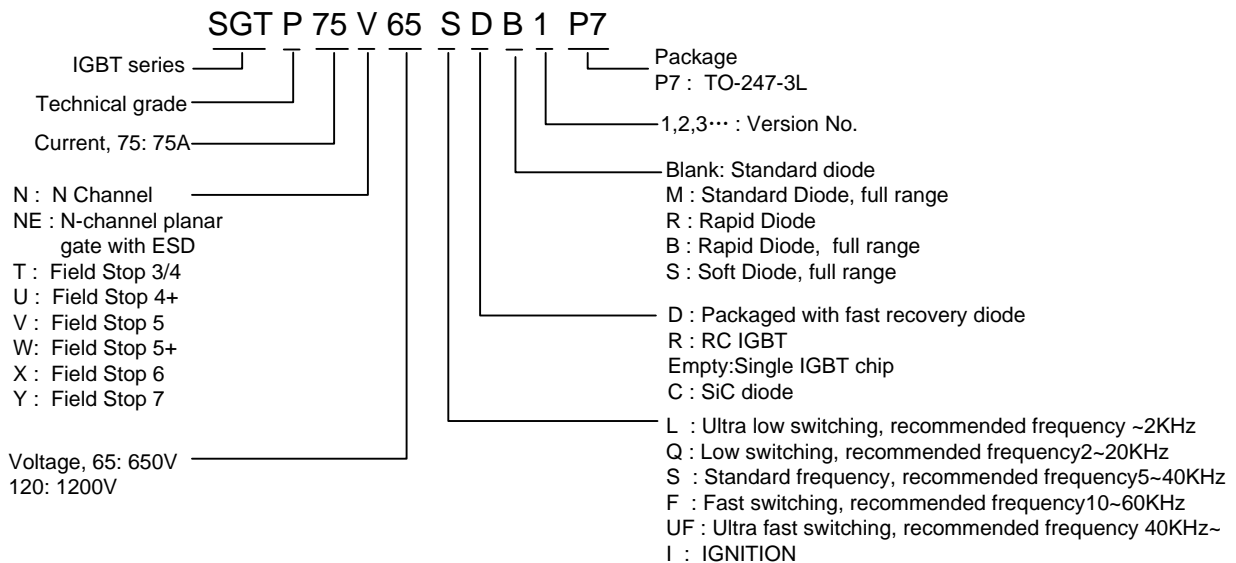 SGT P 75 V 65 S D B 1 P7
IGBT series
Technical grade
Current, 75: 75A
N : N Channel
NE : N-channel planar
gate with ESD
T : Field Stop 3/4
U : Field Stop 4+
V : Field Stop 5
W: Field Stop 5+
X : Field Stop 6
Y : Field Stop 7
Voltage, 65: 650V
120: 1200V
Package
P7 : TO-247-3L
1,2,3··· : Version No.
Blank: Standard diode
M : Standard Diode, full range
R : Rapid Diode
B : Rapid Diode, full range
S : Soft Diode, full range
D : Packaged with fast recovery diode
R : RC IGBT
Empty:Single IGBT chip
C : SiC diode
L : Ultra low switching, recommended frequency ~2KHz
Q : Low switching, recommended frequency2~20KHz
S : Standard frequency, recommended frequency5~40KHz
F : Fast switching, recommended frequency10~60KHz
UF : Ultra fast switching, recommended frequency 40KHz~
I : IGNITION